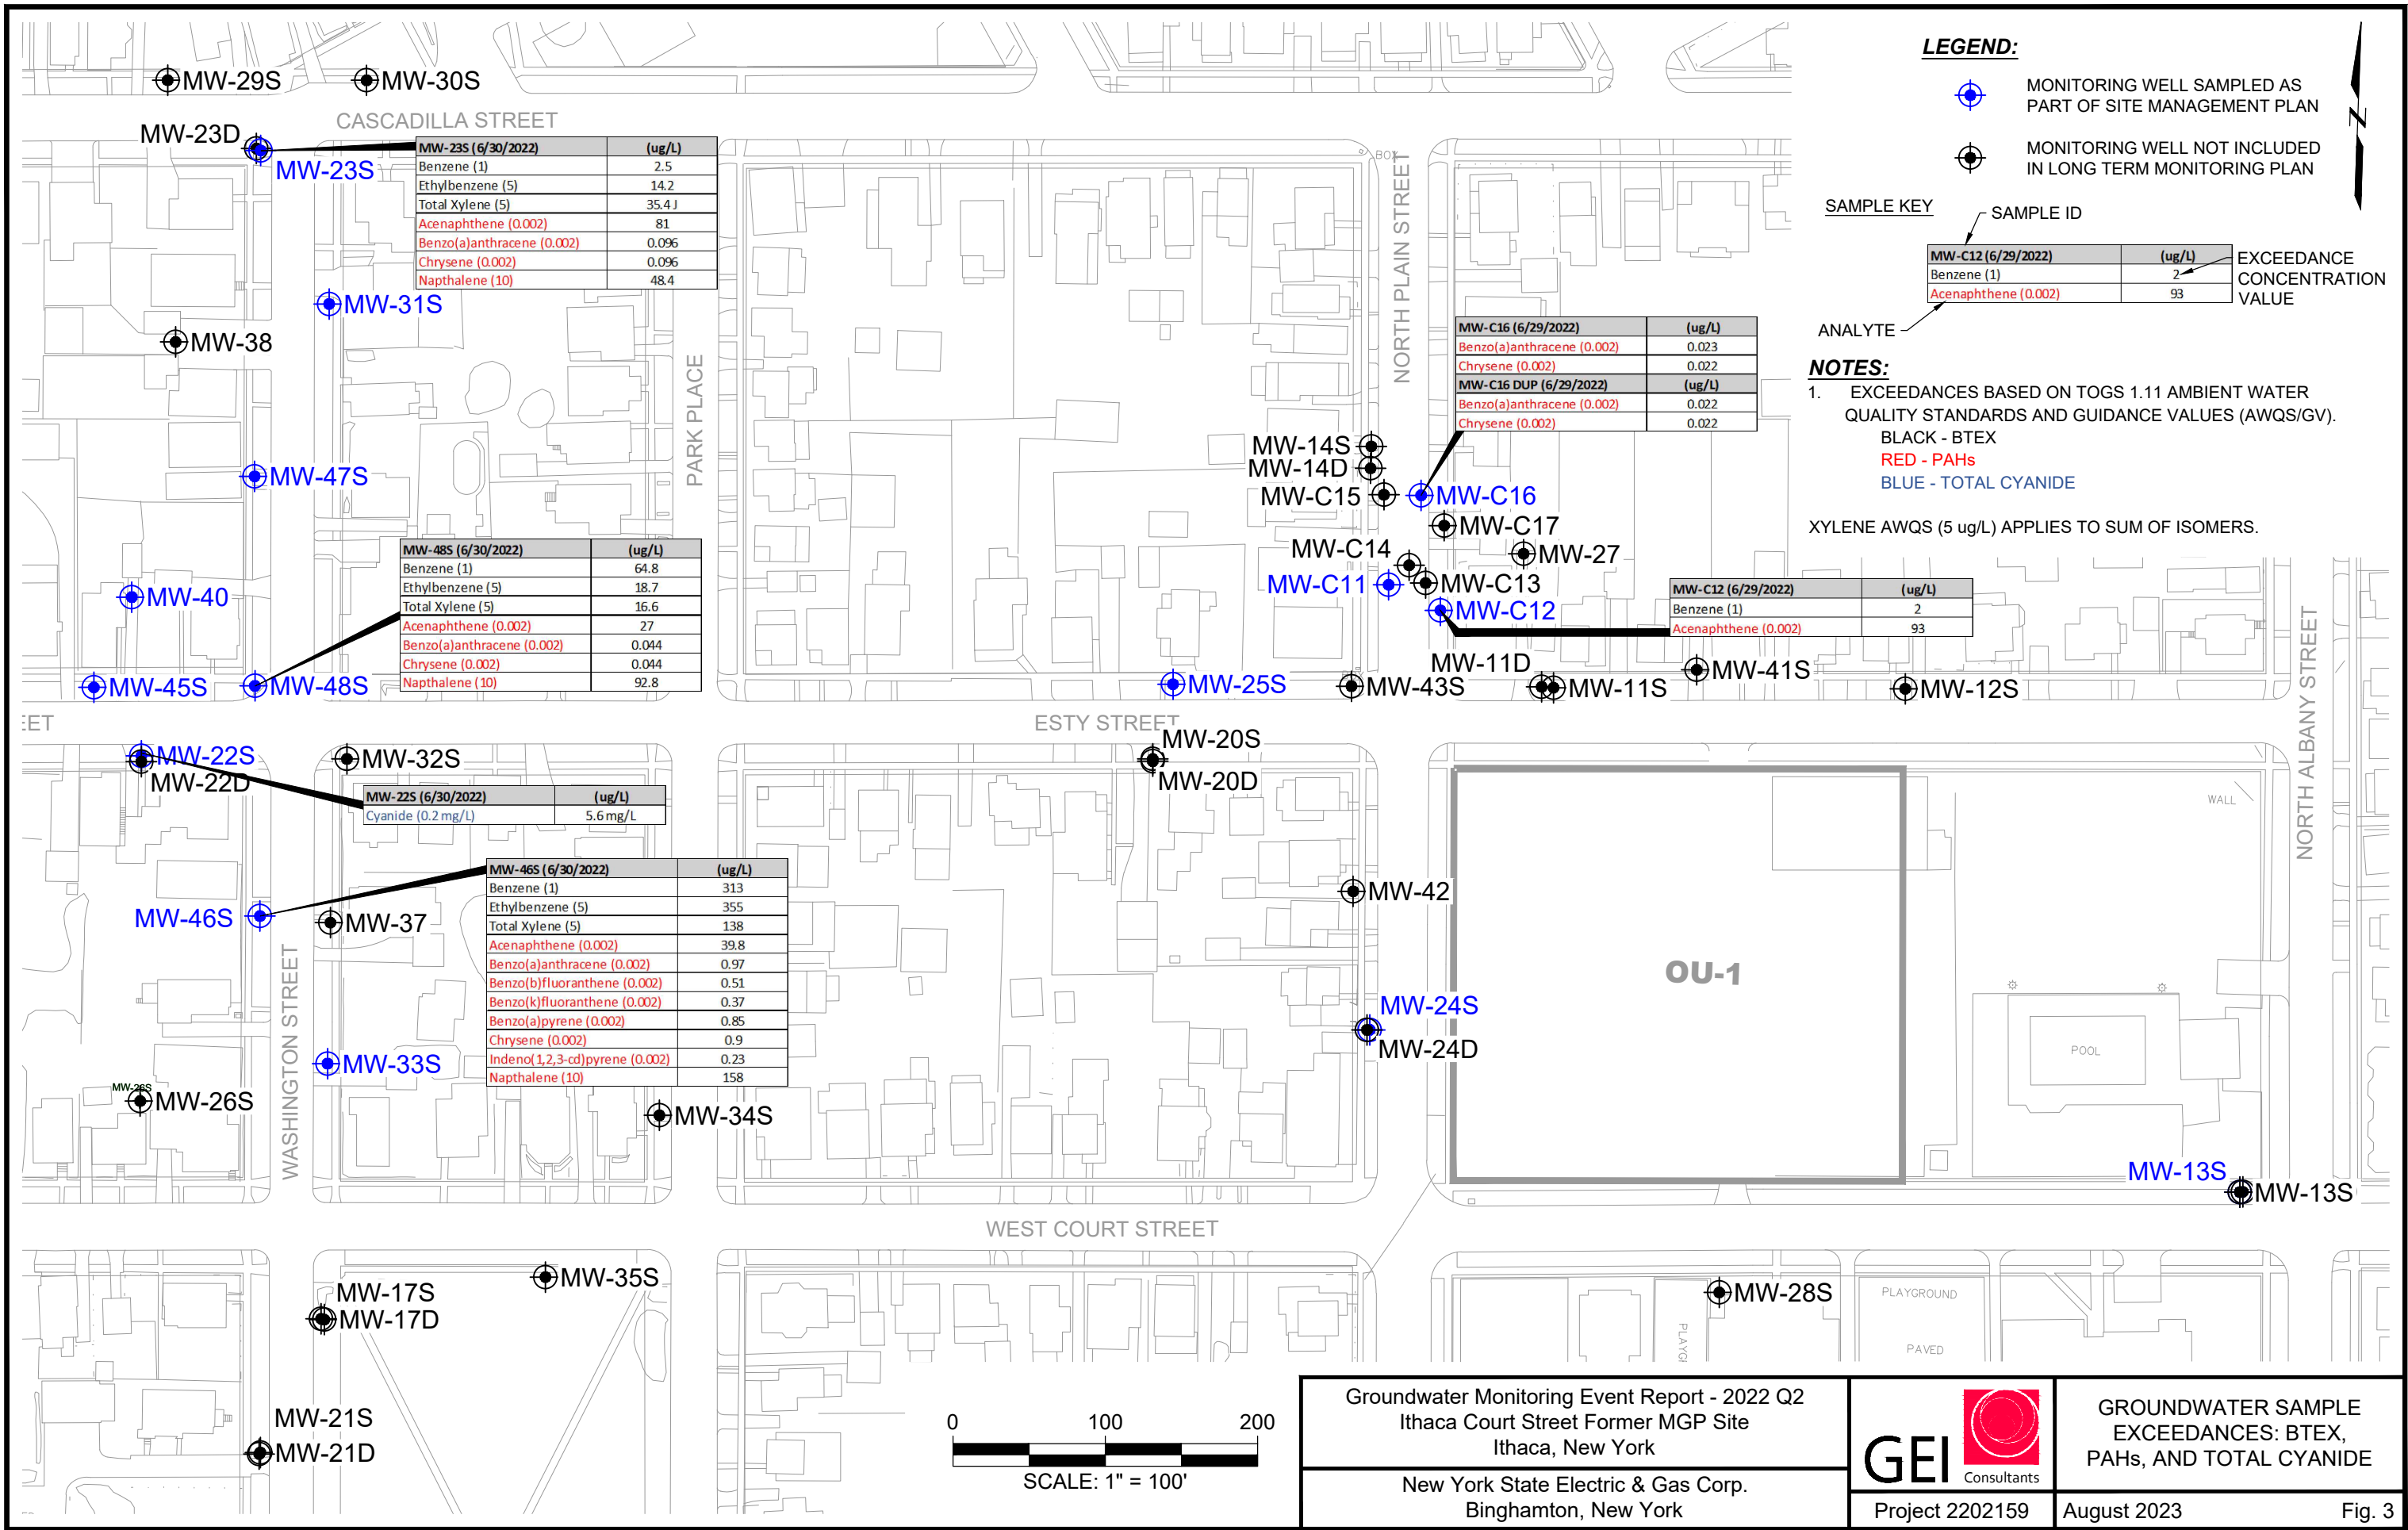 LEGEND:
MONITORING WELL SAMPLED AS
PART OF SITE MANAGEMENT PLAN
MONITORING WELL NOT INCLUDED
IN LONG TERM MONITORING PLAN
N
SAMPLE KEY
SAMPLE ID
MW-C12 (6/29/2022) (ug/L)
Benzene (1) 2
Acenaphthene (0.002) 93
EXCEEDANCE
CONCENTRATION
VALUE
ANALYTE
NOTES:
1. EXCEEDANCES BASED ON TOGS 1.11 AMBIENT WATER
QUALITY STANDARDS AND GUIDANCE VALUES (AWQS/GV).
BLACK - BTEX
RED - PAHs
BLUE - TOTAL CYANIDE
XYLENE AWQS (5 ug/L) APPLIES TO SUM OF ISOMERS.
MW-29S
MW-30S
CASCADILLA STREET
MW-23D
MW-23S
MW-23S (6/30/2022) (ug/L)
Benzene (1) 2.5
Ethylbenzene (5) 14.2
Total Xylene (5) 35.4 J
Acenaphthene (0.002) 81
Benzo(a)anthracene (0.002) 0.096
Chrysene (0.002) 0.096
Napthalene (10) 48.4
BOX
NORTH PLAIN STREET
MW-31S
MW-38
PARK PLACE
MW-C16 (6/29/2022) (ug/L)
Benzo(a)anthracene (0.002) 0.023
Chrysene (0.002) 0.022
MW-C16 DUP (6/29/2022) (ug/L)
Benzo(a)anthracene (0.002) 0.022
Chrysene (0.002) 0.022
MW-14S
MW-14D
MW-C15
MW-C16
MW-47S
MW-C17
MW-C14
MW-27
MW-C11
MW-C13
MW-C12
MW-C12 (6/29/2022) (ug/L)
Benzene (1) 2
Acenaphthene (0.002) 93
MW-48S (6/30/2022) (ug/L)
Benzene (1) 64.8
Ethylbenzene (5) 18.7
Total Xylene (5) 16.6
Acenaphthene (0.002) 27
Benzo(a)anthracene (0.002) 0.044
Chrysene (0.002) 0.044
Napthalene (10) 92.8
MW-40
MW-45S
MW-48S
MW-25S
MW-43S
MW-11D
MW-11S
MW-41S
MW-12S
NORTH ALBANY STREET
EET
ESTY STREET
MW-22S
MW-22D
MW-32S
MW-20S
MW-20D
MW-22S (6/30/2022) (ug/L)
Cyanide (0.2 mg/L) 5.6 mg/L
WALL
MW-46S (6/30/2022) (ug/L)
Benzene (1) 313
Ethylbenzene (5) 355
Total Xylene (5) 138
Acenaphthene (0.002) 39.8
Benzo(a)anthracene (0.002) 0.97
Benzo(b)fluoranthene (0.002) 0.51
Benzo(k)fluoranthene (0.002) 0.37
Benzo(a)pyrene (0.002) 0.85
Chrysene (0.002) 0.9
Indeno(1,2,3-cd)pyrene (0.002) 0.23
Napthalene (10) 158
MW-46S
MW-37
MW-42
OU-1
WASHINGTON STREET
MW-24S
MW-24D
POOL
MW-33S
MW-26S
MW-26S
MW-34S
MW-13S
MW-13S
WEST COURT STREET
MW-35S
MW-17S
MW-17D
MW-28S
PLAYGROUND
PAVED
MW-21S
MW-21D
0 100 200
SCALE: 1" = 100'
Groundwater Monitoring Event Report - 2022 Q2
Ithaca Court Street Former MGP Site
Ithaca, New York
New York State Electric & Gas Corp.
Binghamton, New York
GEI
Consultants
Project 2202159
GROUNDWATER SAMPLE
EXCEEDANCES: BTEX,
PAHs, AND TOTAL CYANIDE
August 2023
Fig. 3